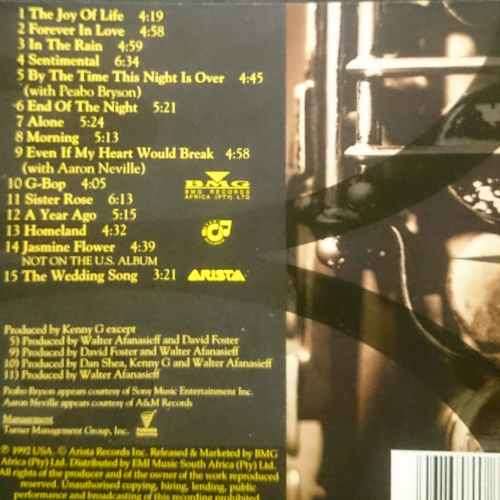 1 The Joy Of Life 4:19
2 Forever In Love 4:58
3 In The Rain 4:59
4 Sentimental 6:34
5 By The Time This Night Is Over 4:45
(with Peabo Bryson)
6 End Of The Night 5:21
7 Alone 5:24
8 Morning 5:13
9 Even If My Heart Would Break 4:58
(with Aaron Neville)
10 G-Bop 4:05
11 Sister Rose 6:13
12 A Year Ago 5:15
13 Homeland 4:32
14 Jasmine Flower 4:39
NOT ON THE U.S. ALBUM
15 The Wedding Song 3:21
BMG
BMG RECORDS
AFRICA (PTY) LTD
ARISTA
Produced by Kenny G except
5) Produced by Walter Afanasieff and David Foster
9) Produced by David Foster and Walter Afanasieff
10) Produced by Dan Shea, Kenny G and Walter Afanasieff
11) Produced by Walter Afanasieff
Peabo Bryson appears courtesy of Sony Music Entertainment Inc.
Aaron Neville appears courtesy of A&M Records
Management
Turner Management Group, Inc.
℗ 1992 USA. © Arista Records Inc. Released & Marketed by BMG
Africa (Pty) Ltd. Distributed by EMI Music South Africa (Pty) Ltd.
All rights of the producer and of the owner of the work reproduced
reserved. Unauthorised copying, hiring, lending, public
performance and broadcasting of this recording prohibited